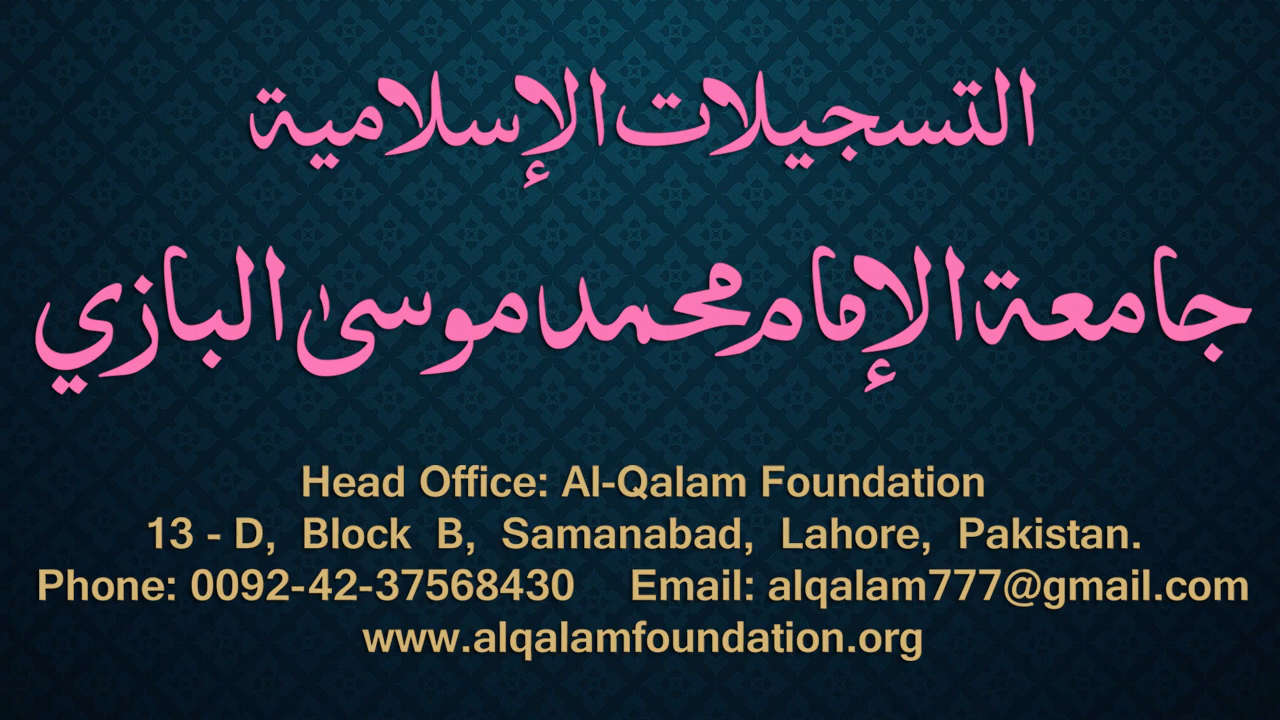 التسجيلات الإسلامية
جامعة الإمام محمد موسىٰ البازي
Head Office: Al-Qalam Foundation
13 - D, Block B, Samanabad, Lahore, Pakistan.
Phone: 0092-42-37568430 Email: alqalam777@gmail.com
www.alqalamfoundation.org